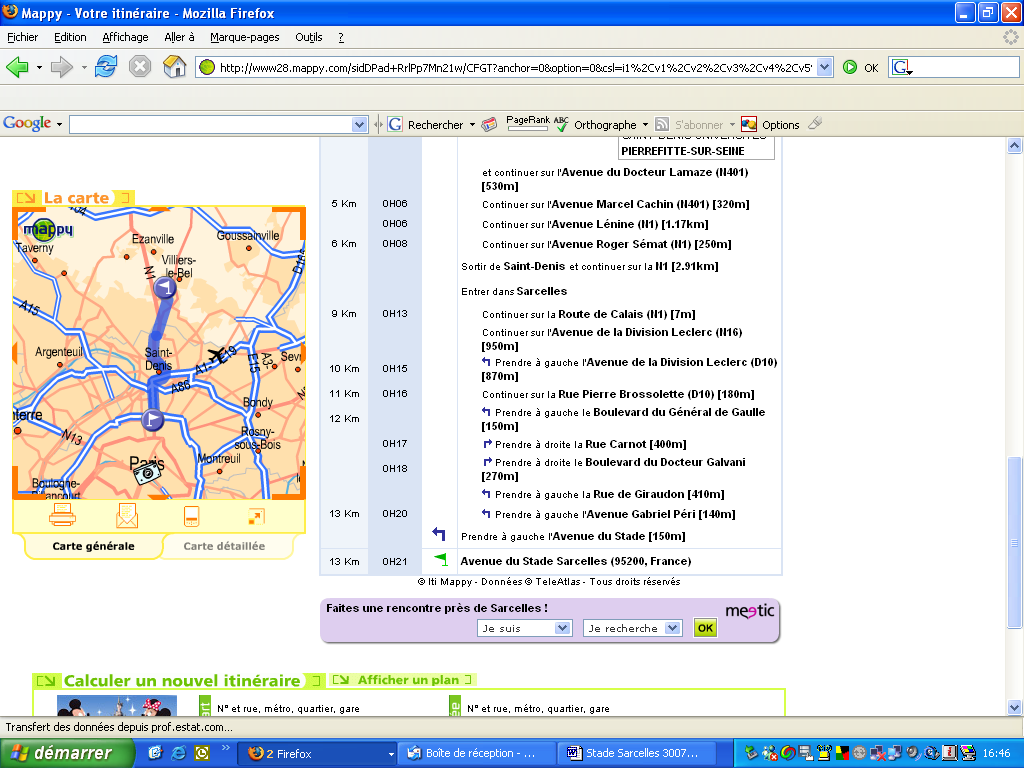 Mappy - Votre itinéraire - Mozilla Firefox
Fichier Edition Affichage Aller à Marque-pages Outils ?
http://www28.mappy.com/sidDPad+RrlPp7Mn21w/CFGT?anchor=0&option=0&csl=i1%2Cv1%2Cv2%2Cv3%2Cv4%2Cv5 OK G
Google G Rechercher PageRank ABC Orthographe S'abonner Options
PIERREFITTE-SUR-SEINE
et continuer sur l'Avenue du Docteur Lamaze (N401)
[530m]
5 Km 0H06 Continuer sur l'Avenue Marcel Cachin (N401) [320m]
0H06 Continuer sur l'Avenue Lénine (N1) [1.17km]
6 Km 0H08 Continuer sur l'Avenue Roger Sémat (N1) [250m]
Sortir de Saint-Denis et continuer sur la N1 [2.91km]
Entrer dans Sarcelles
9 Km 0H13 Continuer sur la Route de Calais (N1) [7m]
Continuer sur l'Avenue de la Division Leclerc (N16)
[950m]
Prendre à gauche l'Avenue de la Division Leclerc (D10)
10 Km 0H15 [870m]
11 Km 0H16 Continuer sur la Rue Pierre Brossolette (D10) [180m]
Prendre à gauche le Boulevard du Général de Gaulle
12 Km [150m]
0H17 Prendre à droite la Rue Carnot [400m]
Prendre à droite le Boulevard du Docteur Galvani
0H18 [270m]
Prendre à gauche la Rue de Giraudon [410m]
13 Km 0H20 Prendre à gauche l'Avenue Gabriel Péri [140m]
Prendre à gauche l'Avenue du Stade [150m]
13 Km 0H21 Avenue du Stade Sarcelles (95200, France)
© Iti Mappy - Données © TeleAtlas - Tous droits réservés
La carte
mappy
Taverny
Ezanville
Goussainville
Villiers-
le-Bel
N1
A15
Argenteuil
Saint-
Denis
A1
E19
E15
A3
A86
Bondy
N13
Rosny-
sous-Bois
Paris
Montreuil
Boulogne-
Carte générale Carte détaillée
Faites une rencontre près de Sarcelles !
meetic
Je suis Je recherche OK
Calculer un nouvel itinéraire Afficher un plan
N° et rue, métro, quartier, gare N° et rue, métro, quartier, gare
Transfert des données depuis prof.estat.com...
démarrer 2 Firefox Boîte de réception - ... Stade Sarcelles 3007... 16:46